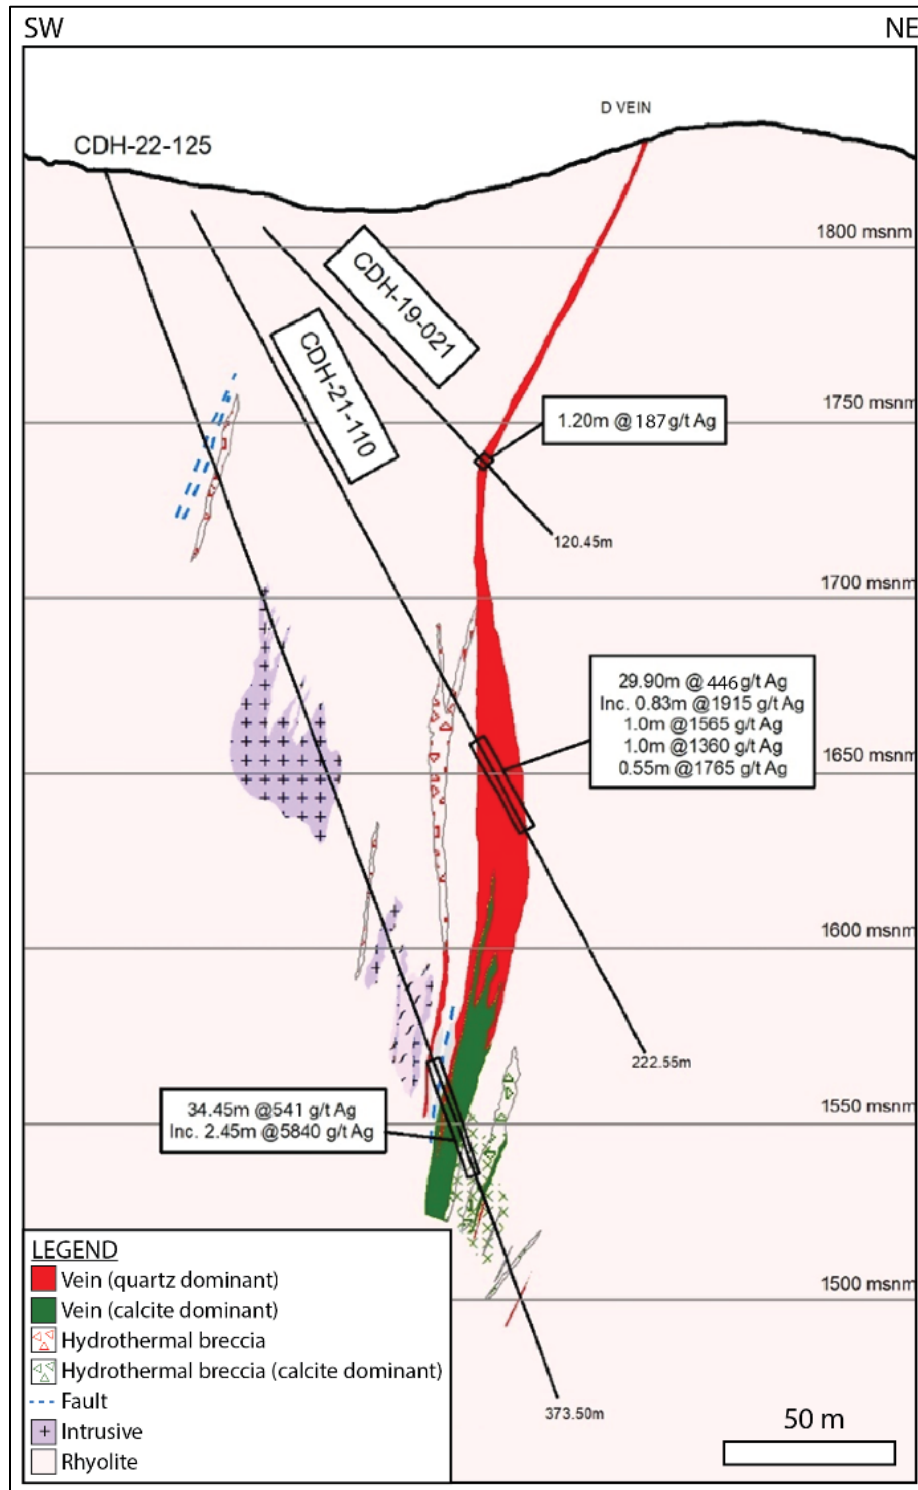 SW
NE
D VEIN
CDH-22-125
1800 msnm
CDH-19-021
CDH-21-110
1750 msnm
1.20m @ 187 g/t Ag
120.45m
1700 msnm
29.90m @ 446 g/t Ag
Inc. 0.83m @1915 g/t Ag
1.0m @1565 g/t Ag
1.0m @1360 g/t Ag
0.55m @1765 g/t Ag
1650 msnm
1600 msnm
222.55m
34.45m @541 g/t Ag
Inc. 2.45m @5840 g/t Ag
1550 msnm
1500 msnm
373.50m
LEGEND
Vein (quartz dominant)
Vein (calcite dominant)
Hydrothermal breccia
Hydrothermal breccia (calcite dominant)
Fault
Intrusive
Rhyolite
50 m